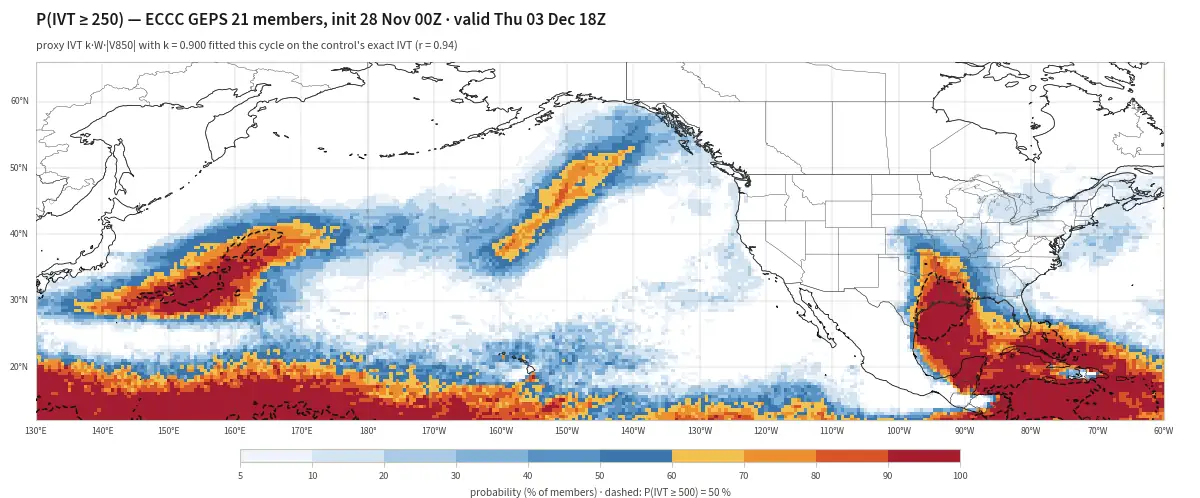 P(IVT ≥ 250) — ECCC GEPS 21 members, init 28 Nov 00Z · valid Thu 03 Dec 18Z
proxy IVT k·W·|V850| with k = 0.900 fitted this cycle on the control's exact IVT (r = 0.94)
60°N
50°N
40°N
30°N
20°N
130°E 140°E 150°E 160°E 170°E 180° 170°W 160°W 150°W 140°W 130°W 120°W 110°W 100°W 90°W 80°W 70°W 60°W
5 10 20 30 40 50 60 70 80 90 100
probability (% of members) · dashed: P(IVT ≥ 500) = 50 %